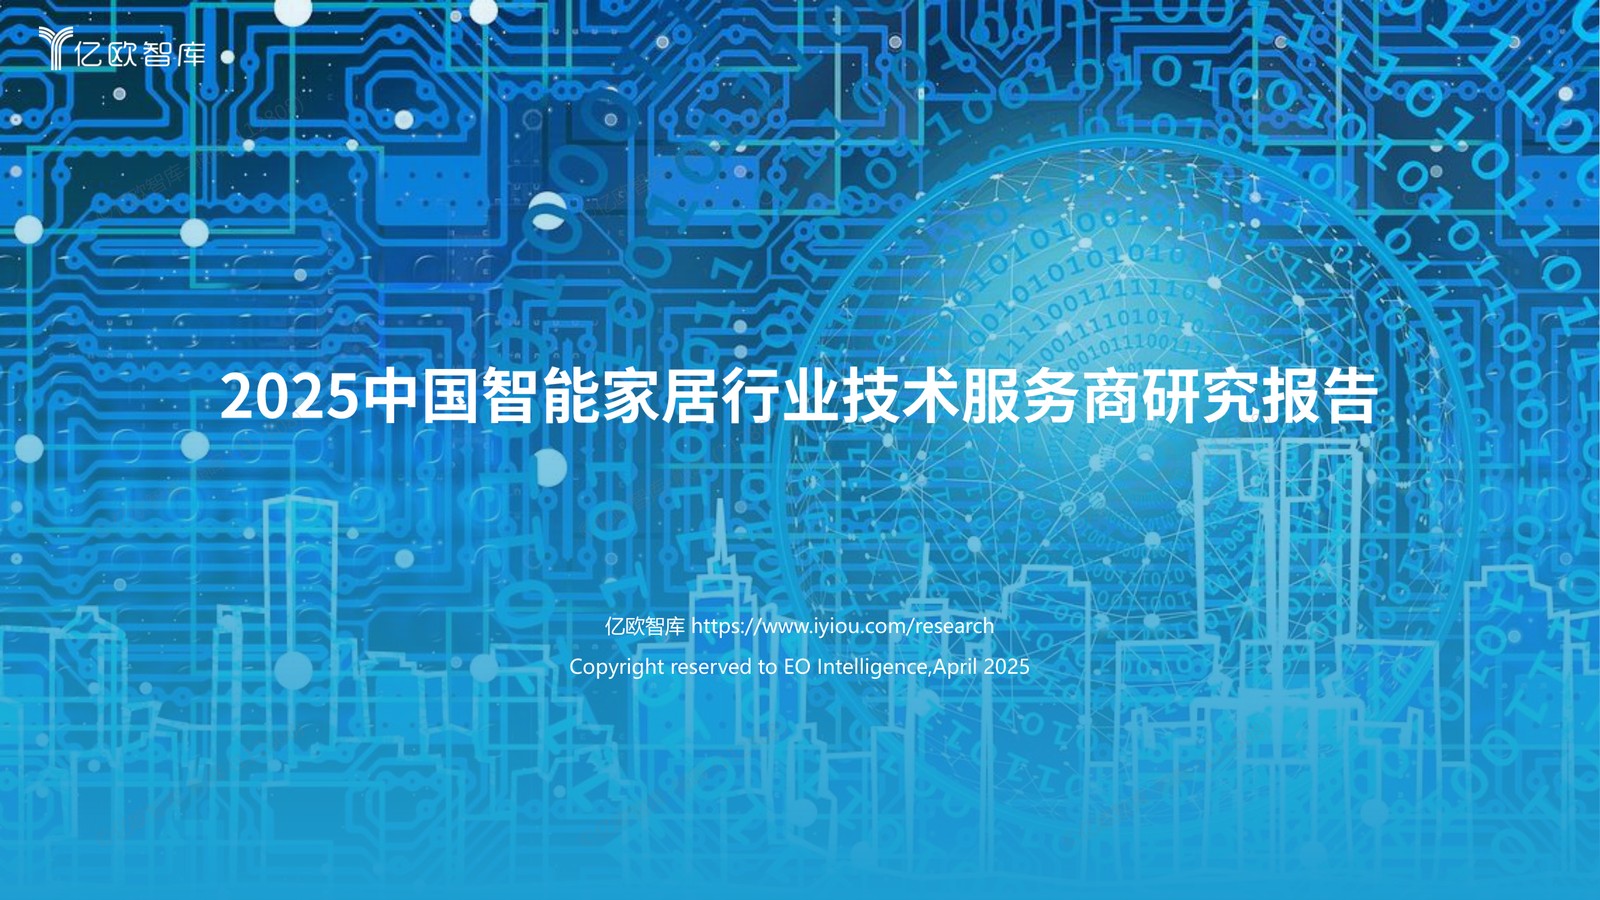 亿欧智库
2025中国智能家居行业技术服务商研究报告
亿欧智库 https://www.iyiou.com/research
Copyright reserved to EO Intelligence,April 2025